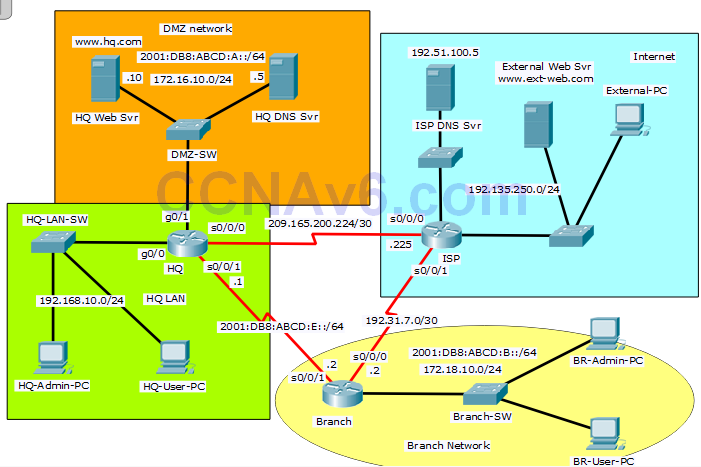 DMZ network
www.hq.com
2001:DB8:ABCD:A::/64
172.16.10.0/24
.10
.5
HQ Web Svr
HQ DNS Svr
DMZ-SW
g0/1
192.51.100.5
External Web Svr
www.ext-web.com
Internet
External-PC
ISP DNS Svr
192.135.250.0/24
CCNAv6.com
HQ-LAN-SW
s0/0/0
209.165.200.224/30
s0/0/0
.225
ISP
g0/0
HQ
s0/0/1
.1
s0/0/1
192.168.10.0/24
HQ LAN
HQ-Admin-PC
HQ-User-PC
2001:DB8:ABCD:E::/64
192.31.7.0/30
2001:DB8:ABCD:B::/64
172.18.10.0/24
s0/0/0
.2
.2
s0/0/1
Branch
Branch-SW
BR-Admin-PC
Branch Network
BR-User-PC